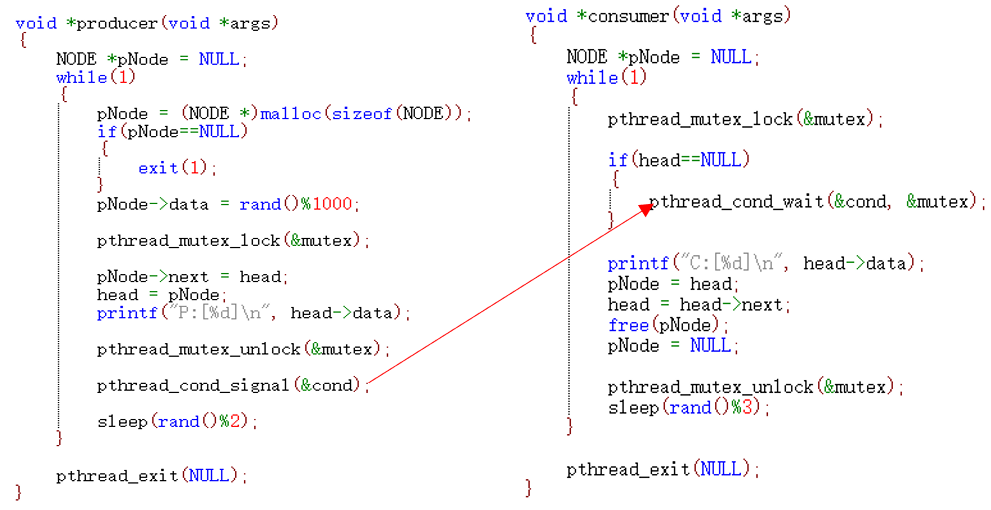 void *producer(void *args)
{
NODE *pNode = NULL;
while(1)
{
pNode = (NODE *)malloc(sizeof(NODE));
if(pNode==NULL)
{
exit(1);
}
pNode->data = rand()%1000;
pthread_mutex_lock(&mutex);
pNode->next = head;
head = pNode;
printf("P:[%d]\n", head->data);
pthread_mutex_unlock(&mutex);
pthread_cond_signal(&cond);
sleep(rand()%2);
}
pthread_exit(NULL);
}
void *consumer(void *args)
{
NODE *pNode = NULL;
while(1)
{
pthread_mutex_lock(&mutex);
if(head==NULL)
{
pthread_cond_wait(&cond, &mutex);
}
printf("C:[%d]\n", head->data);
pNode = head;
head = head->next;
free(pNode);
pNode = NULL;
pthread_mutex_unlock(&mutex);
sleep(rand()%3);
}
pthread_exit(NULL);
}